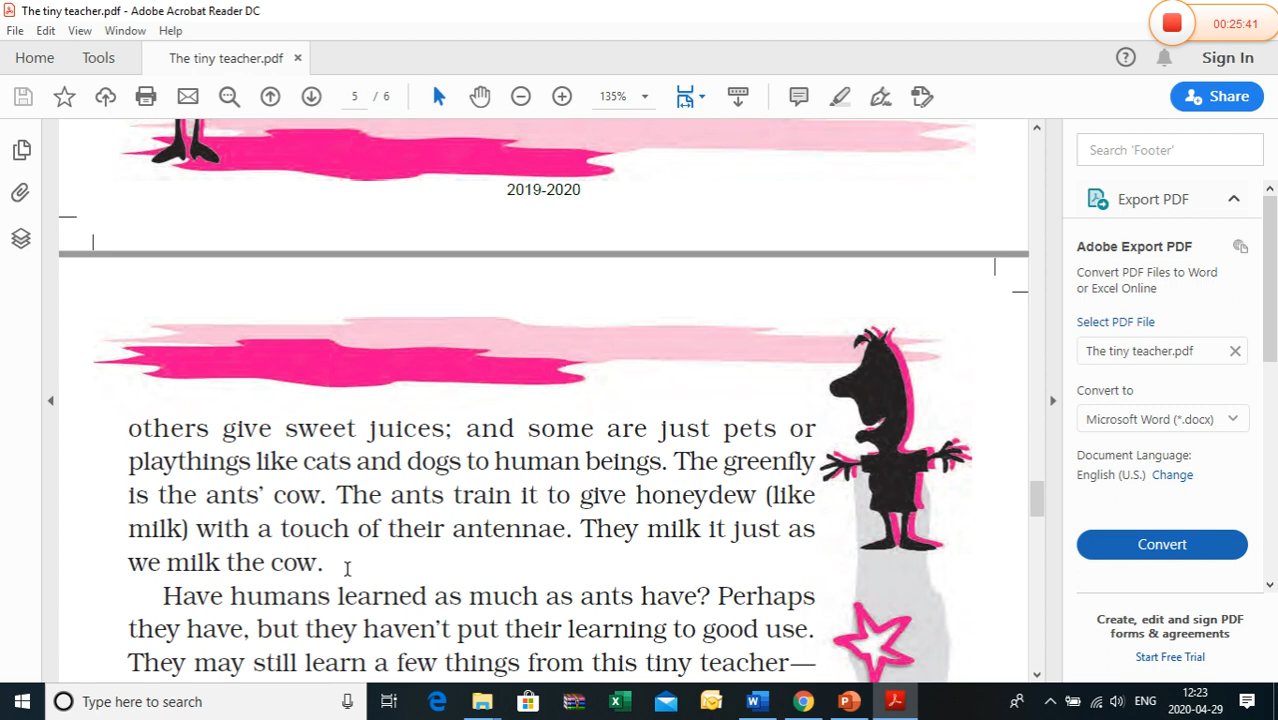 The tiny teacher.pdf - Adobe Acrobat Reader DC
File Edit View Window Help
00:25:41
Home Tools The tiny teacher.pdf × Sign In
5 / 6 135% Share
2019-2020
others give sweet juices; and some are just pets or
playthings like cats and dogs to human beings. The greenfly
is the ants’ cow. The ants train it to give honeydew (like
milk) with a touch of their antennae. They milk it just as
we milk the cow.
Have humans learned as much as ants have? Perhaps
they have, but they haven’t put their learning to good use.
They may still learn a few things from this tiny teacher—
Search 'Footer'
Export PDF
Adobe Export PDF
Convert PDF Files to Word
or Excel Online
Select PDF File
The tiny teacher.pdf
Convert to
Microsoft Word (*.docx)
Document Language:
English (U.S.) Change
Convert
Create, edit and sign PDF
forms & agreements
Start Free Trial
Type here to search
ENG
12:23
2020-04-29